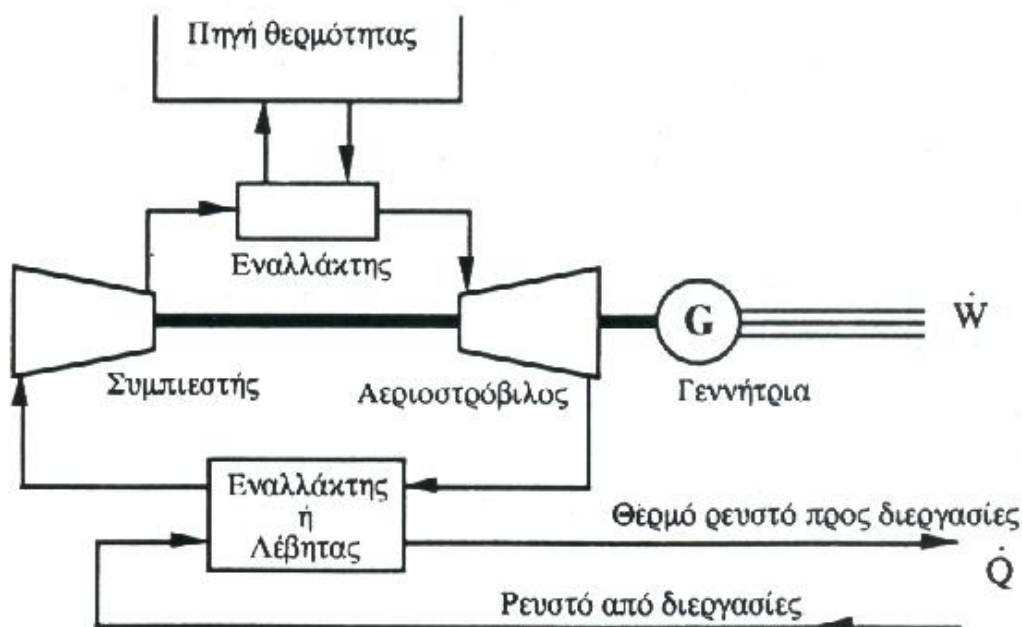 Πηγή θερμότητας
Εναλλάκτης
Συμπιεστής
Αεριοστρόβιλος
G
Γεννήτρια
Ẇ
Εναλλάκτης
ή
Λέβητας
Θερμό ρευστό προς διεργασίες
Q̇
Ρευστό από διεργασίες